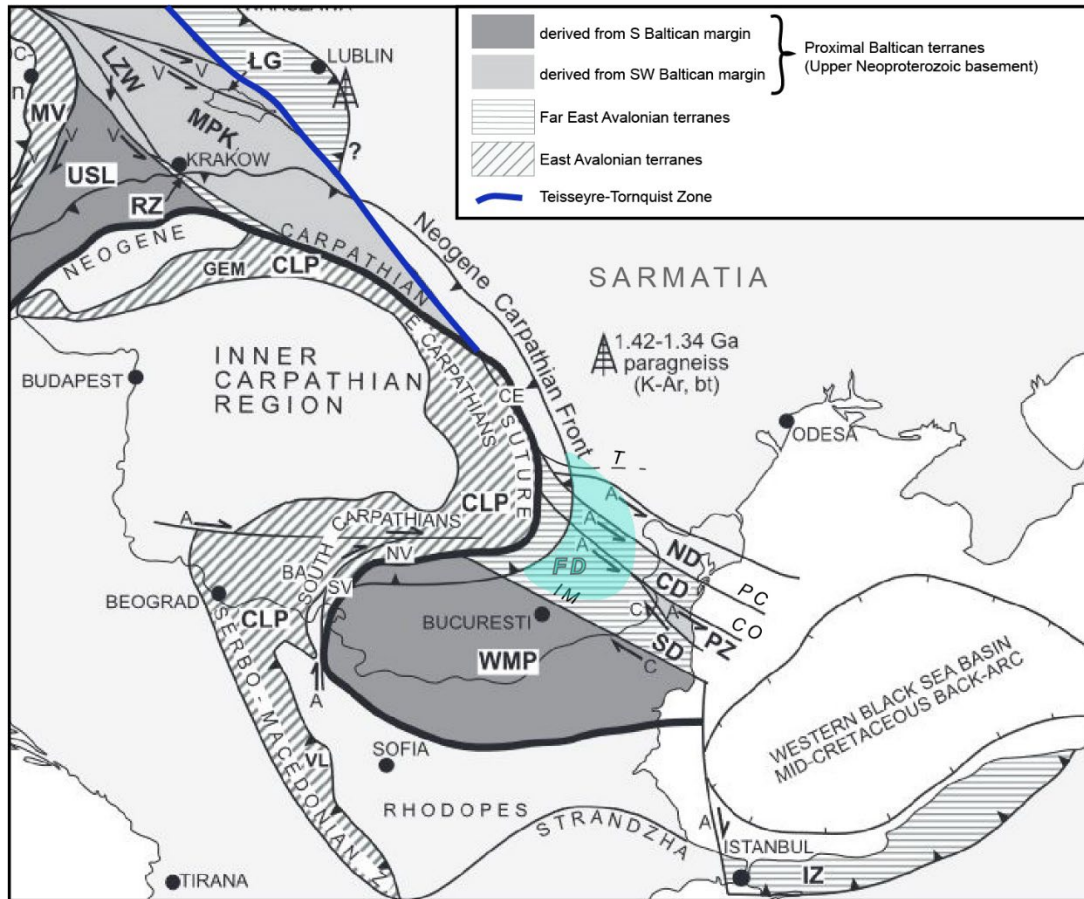 WARSZAWA
LUBLIN
ŁG
LZW
V
V
MPK
MV
V
V
V
USL
KRAKOW
?
RZ
NEOGENE
CARPATHIAN
GEM
CLP
E CARPATHIANS
Neogene Carpathian Front
SARMATIA
1.42-1.34 Ga
paragneiss
(K-Ar, bt)
INNER
CARPATHIAN
REGION
BUDAPEST
CE
SUTURE
ODESA
T
CLP
A
A
A
FD
ND
CD
PC
CO
PZ
SD
IM
C
A
C
A
SOUTH CARPATHIANS
NV
BA
SV
BEOGRAD
CLP
BUCURESTI
WMP
A
SERBO-MACEDONIAN Z
VL
SOFIA
RHODOPES
STRANDZHA
WESTERN BLACK SEA BASIN
MID-CRETACEOUS BACK-ARC
A
ISTANBUL
IZ
TIRANA
derived from S Baltican margin
derived from SW Baltican margin
Proximal Baltican terranes
(Upper Neoproterozoic basement)
Far East Avalonian terranes
East Avalonian terranes
Teisseyre-Tornquist Zone